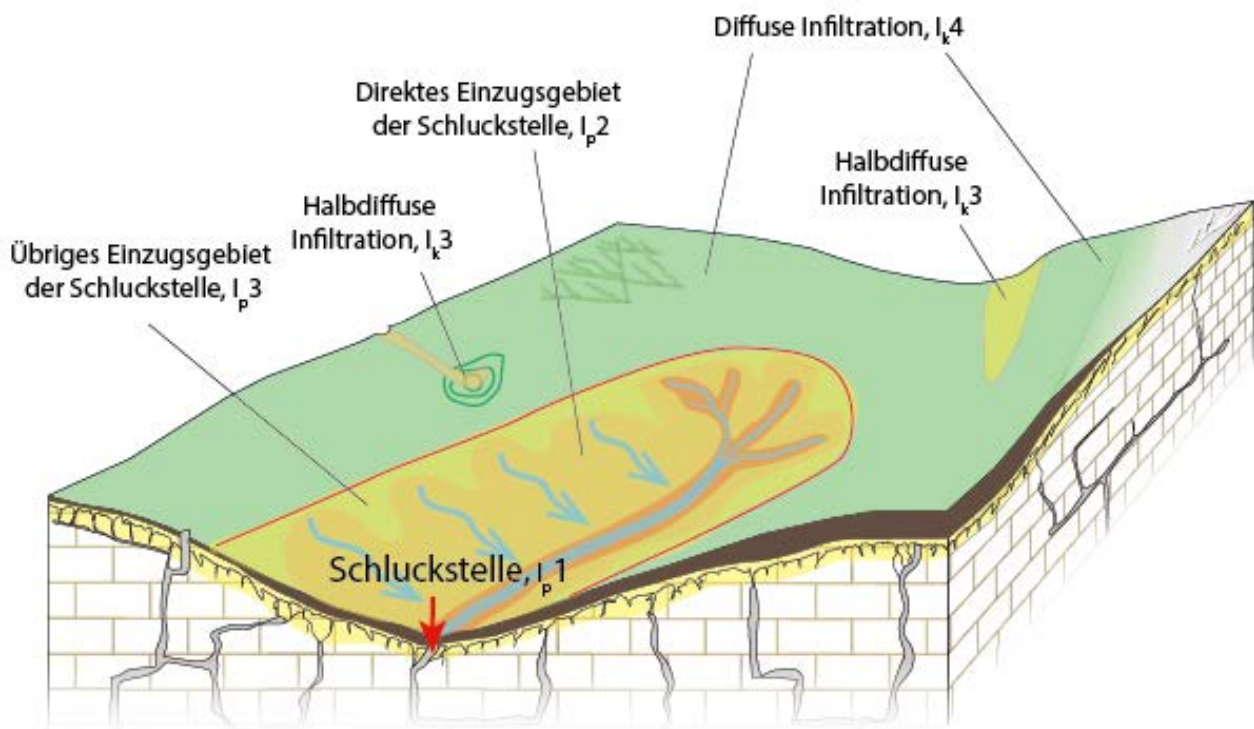 Diffuse Infiltration, Ik4
Direktes Einzugsgebiet
der Schluckstelle, Ip2
Halbdiffuse
Infiltration, Ik3
Halbdiffuse
Infiltration, Ik3
Übriges Einzugsgebiet
der Schluckstelle, Ip3
Schluckstelle, Ip1